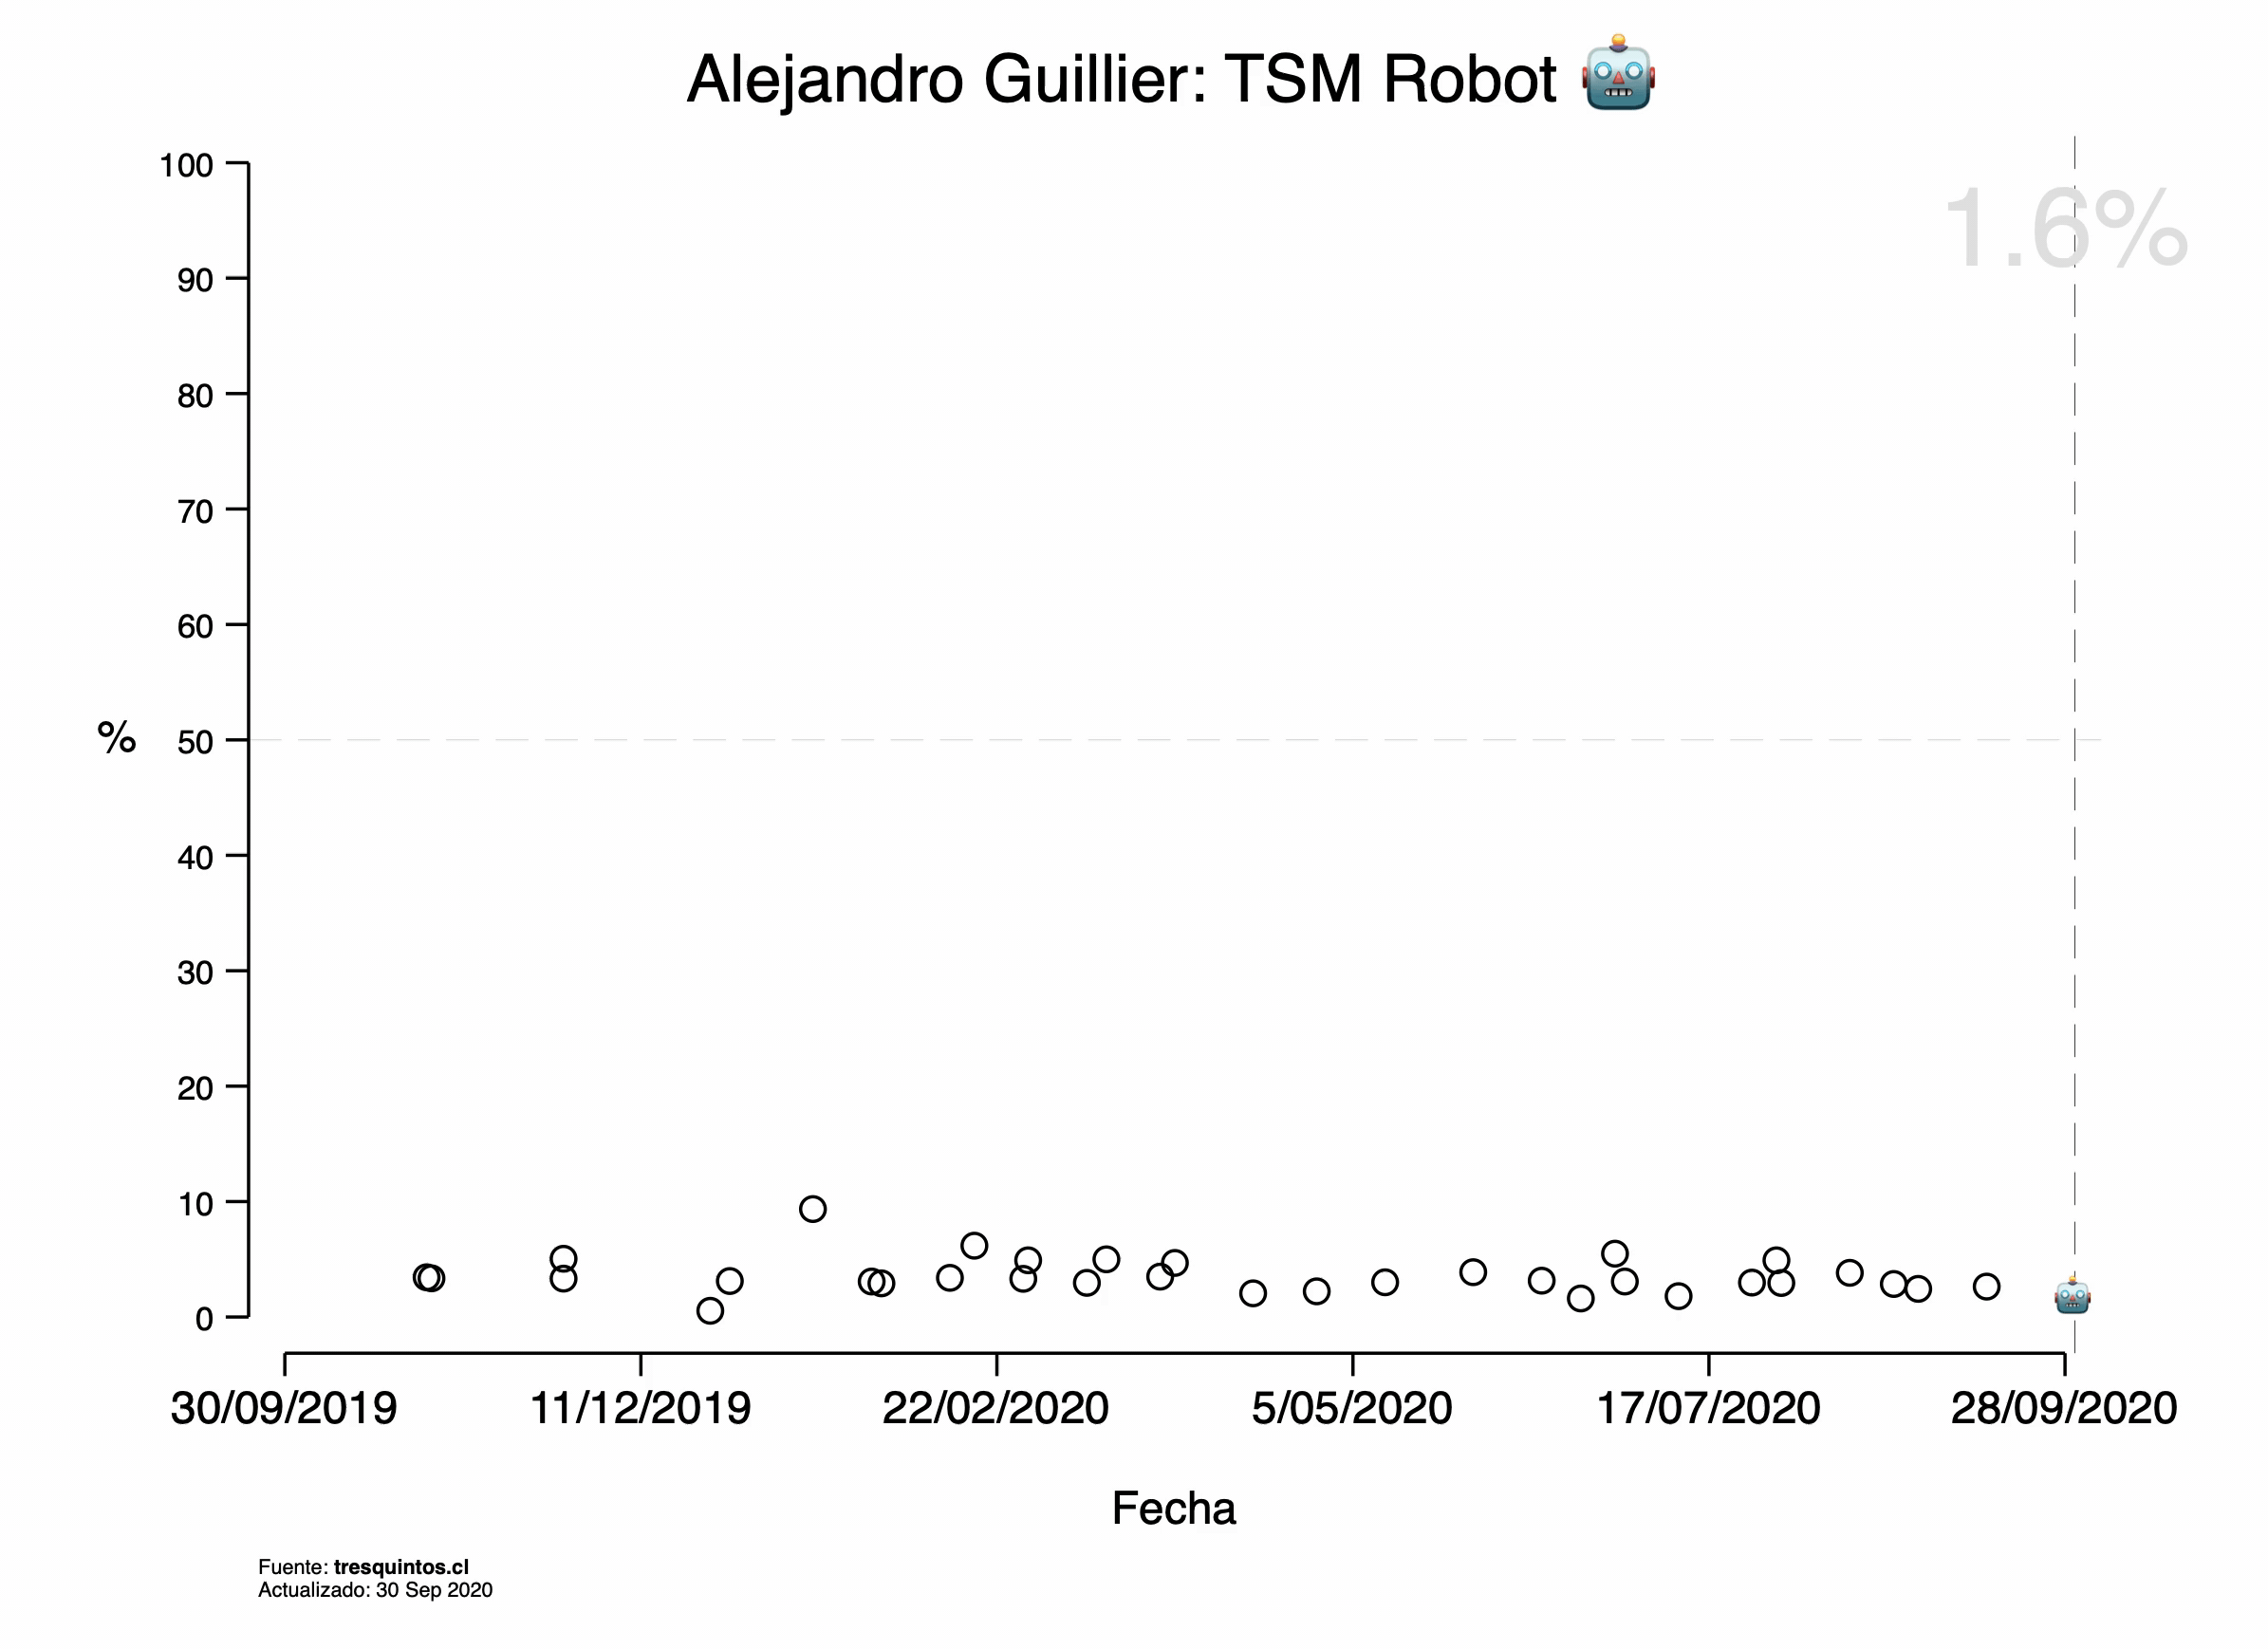 Alejandro Guillier: TSM Robot 🤖
1.6%
100
90
80
70
60
50
40
30
20
10
0
%
30/09/2019 11/12/2019 22/02/2020 5/05/2020 17/07/2020 28/09/2020
Fecha
Fuente: tresquintos.cl
Actualizado: 30 Sep 2020